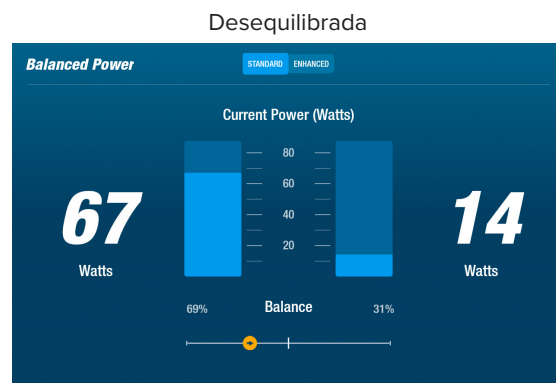 Desequilibrada
Balanced Power
STANDARD ENHANCED
Current Power (Watts)
80
60
40
20
67
Watts
14
Watts
69% Balance 31%